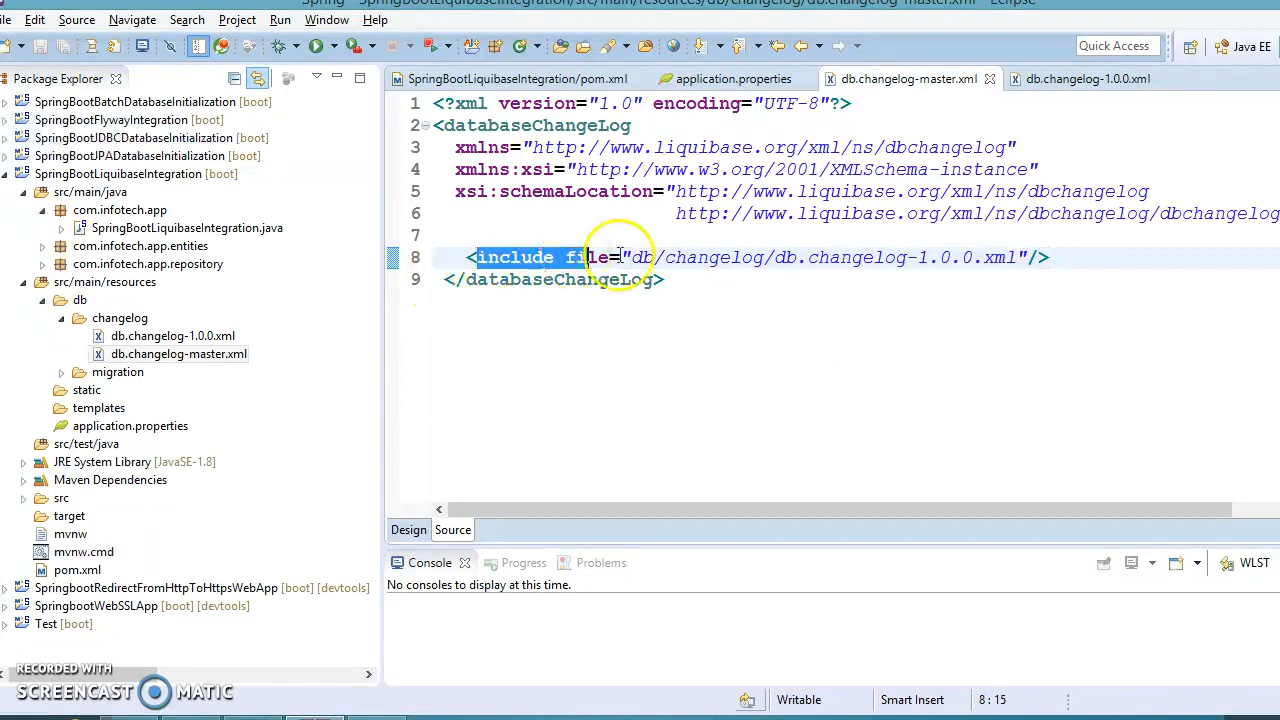 Spring - SpringBootLiquibaseIntegration/src/main/resources/db/changelog/db.changelog-master.xml - Eclipse
Edit Source Navigate Search Project Run Window Help
Quick Access
Java EE
Package Explorer
SpringBootBatchDatabaseInitialization [boot]
SpringBootFlywayIntegration [boot]
SpringBootJDBCDatabaseInitialization [boot]
SpringBootJPADatabaseInitialization [boot]
SpringBootLiquibaseIntegration [boot]
src/main/java
com.infotech.app
SpringBootLiquibaseIntegration.java
com.infotech.app.entities
com.infotech.app.repository
src/main/resources
db
changelog
db.changelog-1.0.0.xml
db.changelog-master.xml
migration
static
templates
application.properties
src/test/java
JRE System Library [JavaSE-1.8]
Maven Dependencies
src
target
mvnw
mvnw.cmd
pom.xml
SpringbootRedirectFromHttpToHttpsWebApp [boot] [devtools]
SpringbootWebSSLApp [boot] [devtools]
Test [boot]
SpringBootLiquibaseIntegration/pom.xml
application.properties
db.changelog-master.xml
db.changelog-1.0.0.xml
1 <?xml version="1.0" encoding="UTF-8"?>
2 <databaseChangeLog
3 xmlns="http://www.liquibase.org/xml/ns/dbchangelog"
4 xmlns:xsi="http://www.w3.org/2001/XMLSchema-instance"
5 xsi:schemaLocation="http://www.liquibase.org/xml/ns/dbchangelog
6 http://www.liquibase.org/xml/ns/dbchangelog/dbchangelog
7
8 <include file="db/changelog/db.changelog-1.0.0.xml"/>
9 </databaseChangeLog>
Design Source
Console Progress Problems
WLST
No consoles to display at this time.
RECORDED WITH
SCREENCAST MATIC
Writable Smart Insert 8 : 15